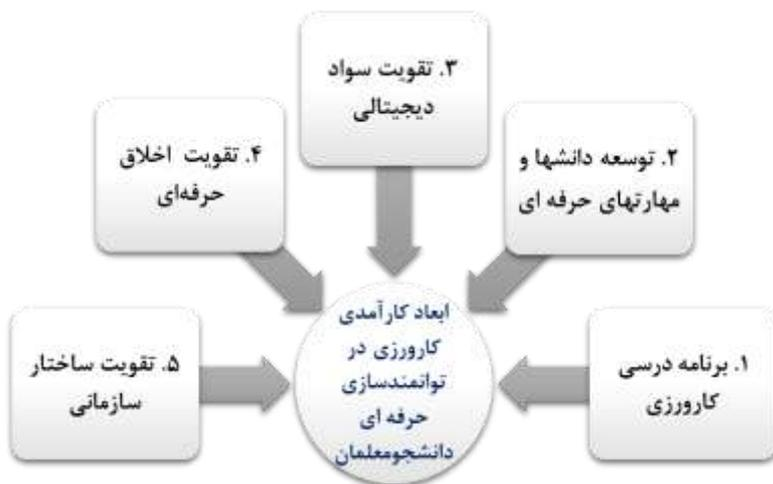 ۳. تقویت سواد
دیجیتالی
۲. توسعه دانشها و
مهارتهای حرفه ای
۴. تقویت اخلاق
حرفه‌ای
ابعاد کارآمدی
کارورزی در
توانمندسازی
حرفه ای
دانشجومعلمان
۱. برنامه درسی
کارورزی
۵. تقویت ساختار
سازمانی